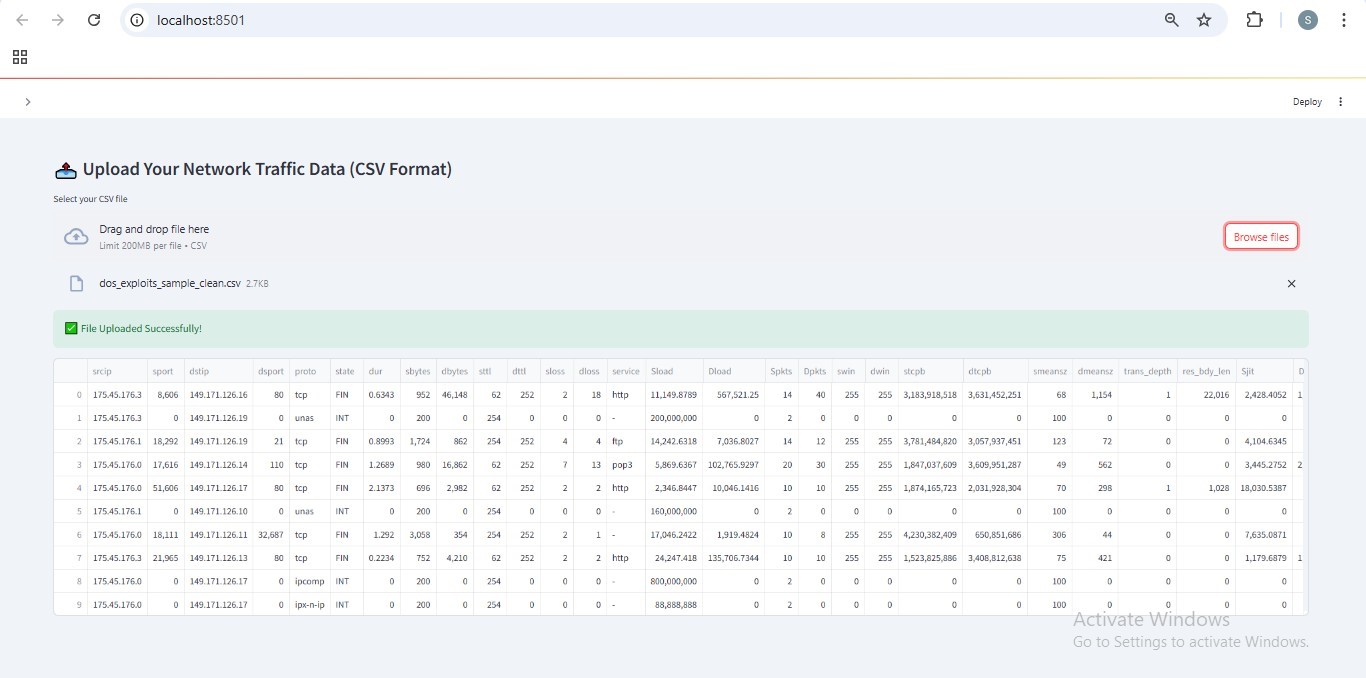 localhost:8501
S
Deploy
Upload Your Network Traffic Data (CSV Format)
Select your CSV file
Drag and drop file here
Limit 200MB per file • CSV
Browse files
dos_exploits_sample_clean.csv 2.7KB
File Uploaded Successfully!
srcip sport dstip dsport proto state dur sbytes dbytes sttl dttl sloss dloss service Sload Dload Spkts Dpkts swin dwin stcpb dtcpb smeansz dmeansz trans_depth res_bdy_len Sjit D
0 175.45.176.3 8,606 149.171.126.16 80 tcp FIN 0.6343 952 46,148 62 252 2 18 http 11,149.8789 567,521.25 14 40 255 255 3,183,918,518 3,631,452,251 68 1,154 1 22,016 2,428.4052 1
1 175.45.176.3 0 149.171.126.19 0 unas INT 0 200 0 254 0 0 0 - 200,000,000 0 2 0 0 0 0 0 100 0 0 0 0
2 175.45.176.1 18,292 149.171.126.19 21 tcp FIN 0.8993 1,724 862 254 252 4 4 ftp 14,242.6318 7,036.8027 14 12 255 255 3,781,484,820 3,057,937,451 123 72 0 0 4,104.6345
3 175.45.176.0 17,616 149.171.126.14 110 tcp FIN 1.2689 980 16,862 62 252 7 13 pop3 5,869.6367 102,765.9297 20 30 255 255 1,847,037,609 3,609,951,287 49 562 0 0 3,445.2752 2
4 175.45.176.0 51,606 149.171.126.17 80 tcp FIN 2.1373 696 2,982 62 252 2 2 http 2,346.8447 10,046.1416 10 10 255 255 1,874,165,723 2,031,928,304 70 298 1 1,028 18,030.5387
5 175.45.176.1 0 149.171.126.10 0 unas INT 0 200 0 254 0 0 0 - 160,000,000 0 2 0 0 0 0 0 100 0 0 0 0
6 175.45.176.0 18,111 149.171.126.11 32,687 tcp FIN 1.292 3,058 354 254 252 2 1 - 17,046.2422 1,919.4824 10 8 255 255 4,230,382,409 650,851,686 306 44 0 0 7,635.0871
7 175.45.176.3 21,965 149.171.126.13 80 tcp FIN 0.2234 752 4,210 62 252 2 2 http 24,247.418 135,706.7344 10 10 255 255 1,523,825,886 3,408,812,638 75 421 0 0 1,179.6879 1
8 175.45.176.0 0 149.171.126.17 0 ipcomp INT 0 200 0 254 0 0 0 - 800,000,000 0 2 0 0 0 0 0 100 0 0 0 0
9 175.45.176.0 0 149.171.126.17 0 ipx-n-ip INT 0 200 0 254 0 0 0 - 88,888,888 0 2 0 0 0 0 0 100 0 0 0 0
Activate Windows
Go to Settings to activate Windows.